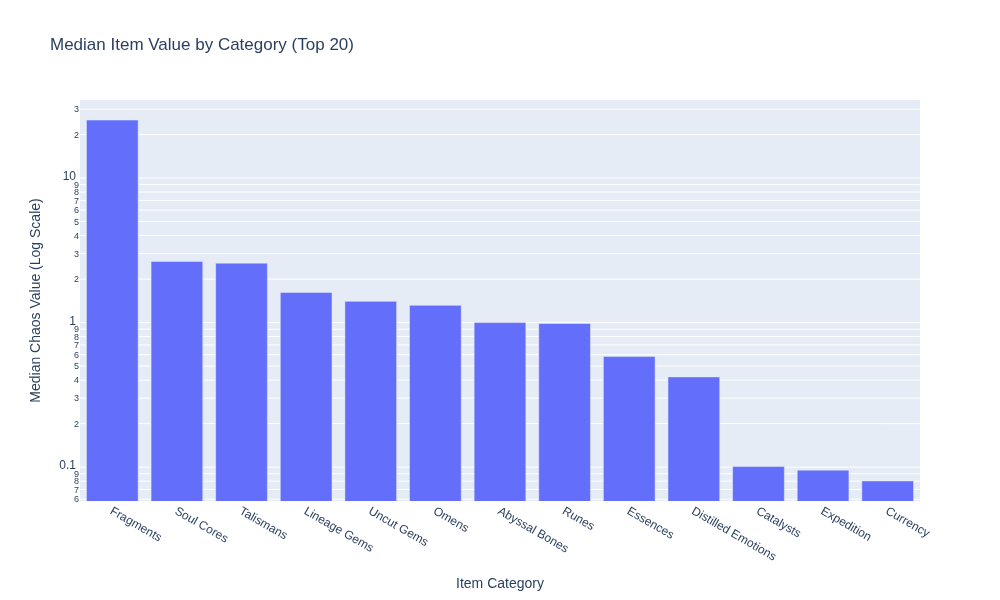 Median Item Value by Category (Top 20)
Median Chaos Value (Log Scale)
3
2
10
9
8
7
6
5
4
3
2
1
9
8
7
6
5
4
3
2
0.1
9
8
7
6
Fragments
Soul Cores
Talismans
Lineage Gems
Uncut Gems
Omens
Abyssal Bones
Runes
Essences
Distilled Emotions
Catalysts
Expedition
Currency
Item Category